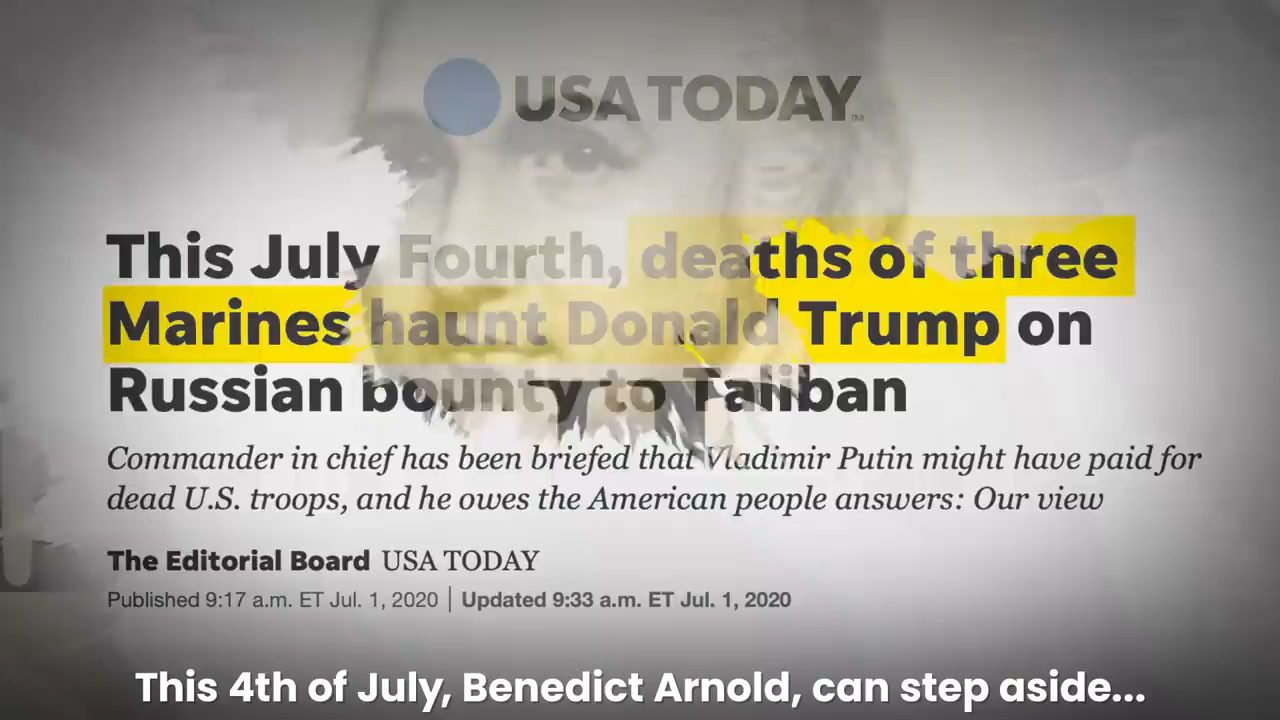 USA TODAY
This July Fourth, deaths of three
Marines haunt Donald Trump on
Russian bounty to Taliban
Commander in chief has been briefed that Vladimir Putin might have paid for
dead U.S. troops, and he owes the American people answers: Our view
The Editorial Board USA TODAY
Published 9:17 a.m. ET Jul. 1, 2020 | Updated 9:33 a.m. ET Jul. 1, 2020
This 4th of July, Benedict Arnold, can step aside...